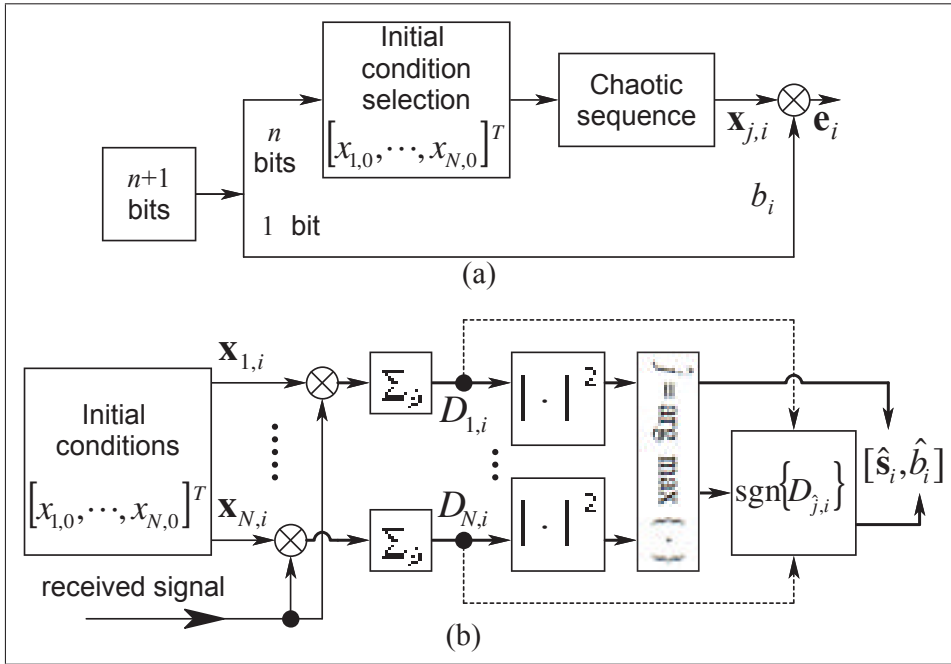 Initial
condition
selection
[x_{1,0}, ⋯, x_{N,0}]^T
Chaotic
sequence
x_{j,i}
e_i
n
bits
n+1
bits
1 bit
b_i
(a)
x_{1,i}
Initial
conditions
[x_{1,0}, ⋯, x_{N,0}]^T
x_{N,i}
received signal
Σ
D_{1,i}
| · |^2
Σ
D_{N,i}
| · |^2
ĵ = arg max (·)
sgn{D_{ĵ,i}}
[ŝ_i, b̂_i]
(b)